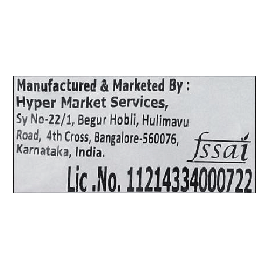 Manufactured & Marketed By :
Hyper Market Services,
Sy No-22/1, Begur Hobli, Hulimavu
Road, 4th Cross, Bangalore-560076,
Karnataka, India.
fssai
Lic .No. 11214334000722